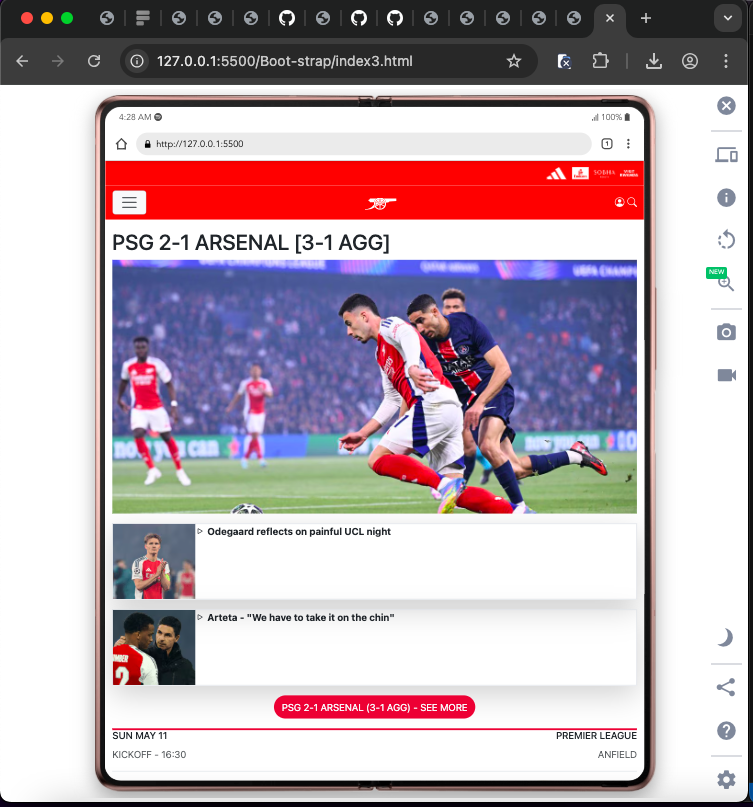 127.0.0.1:5500/Boot-strap/index3.html
4:28 AM
100%
http://127.0.0.1:5500
1
NEW
PSG 2-1 ARSENAL [3-1 AGG]
Odegaard reflects on painful UCL night
Arteta - "We have to take it on the chin"
2
PSG 2-1 ARSENAL (3-1 AGG) - SEE MORE
SUN MAY 11 PREMIER LEAGUE
KICKOFF - 16:30 ANFIELD